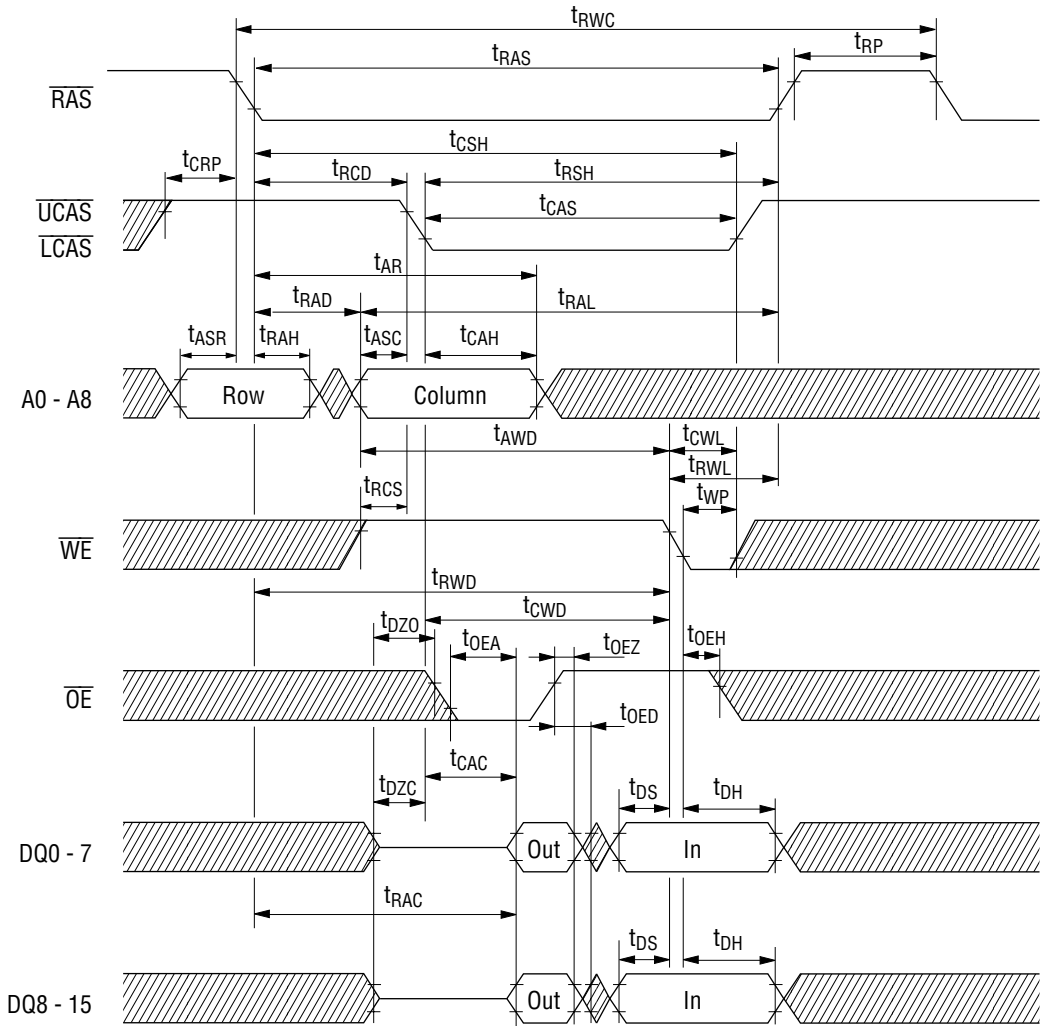 tRWC
tRP
tRAS
RAS
tCSH
tCRP
tRCD
tRSH
UCAS
tCAS
LCAS
tAR
tRAD
tRAL
tASR
tRAH
tASC
tCAH
A0 - A8
Row
Column
tAWD
tCWL
tRWL
tRCS
tWP
WE
tRWD
tCWD
tDZO
tOEA
tOEZ
tOEH
OE
tOED
tCAC
tDZC
tDS
tDH
DQ0 - 7
Out
In
tRAC
tDS
tDH
DQ8 - 15
Out
In